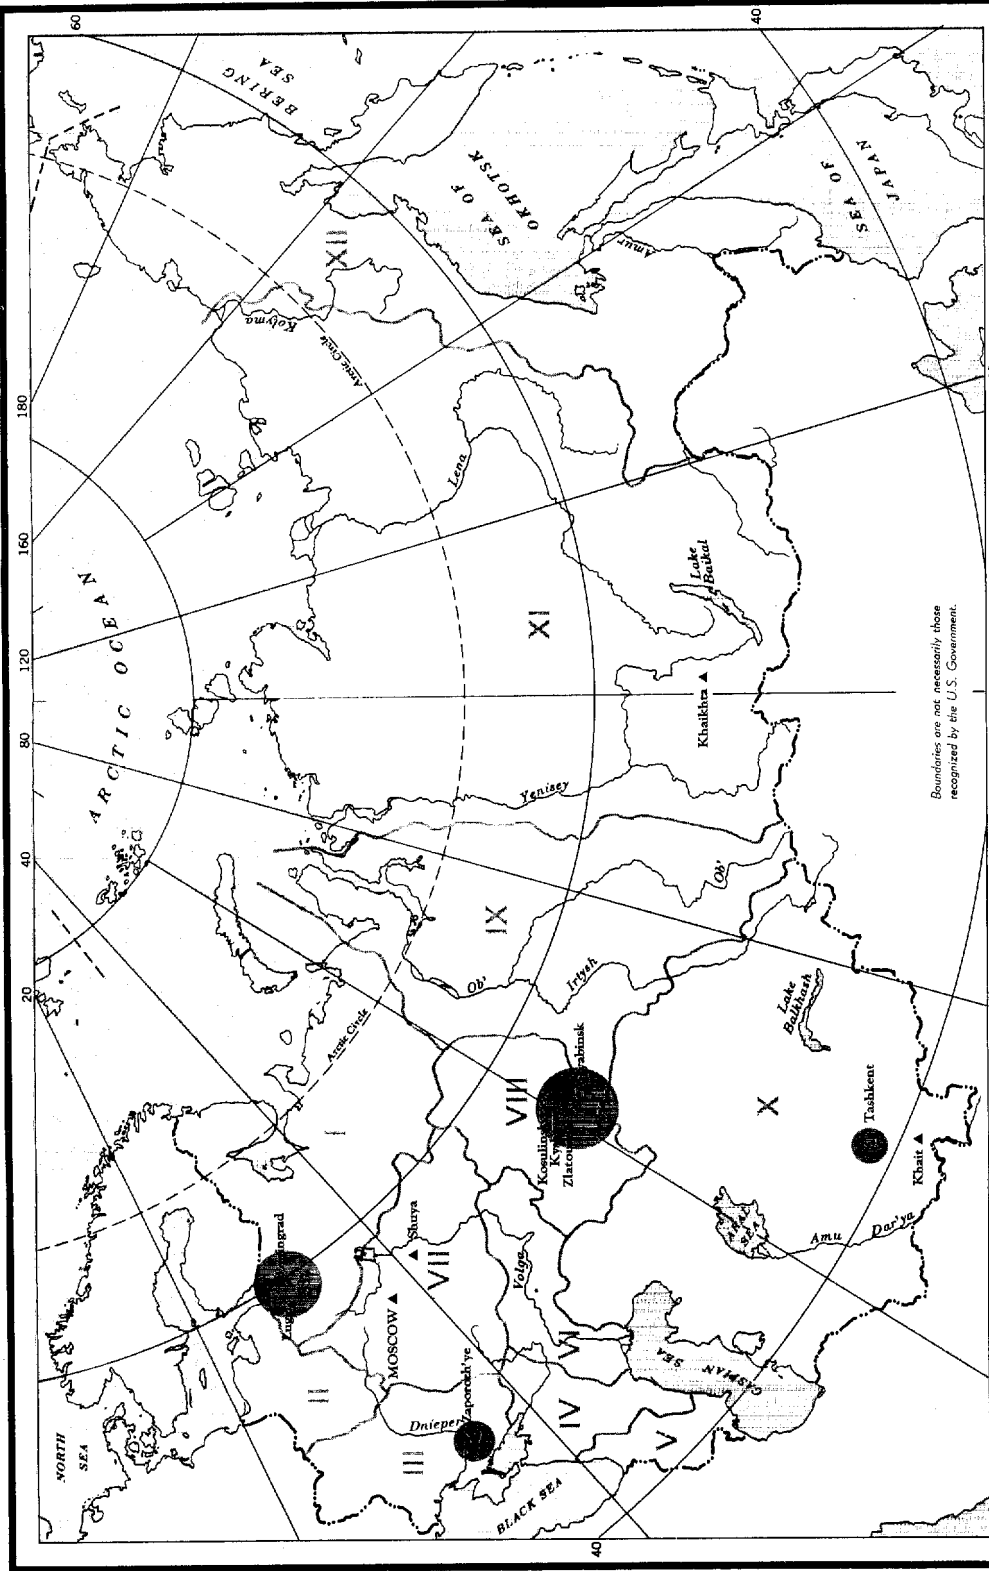 60
40
180
160
120
80
40
20
ARCTIC OCEAN
BERING
SEA
SEA OF
OKHOTSK
SEA OF
JAPAN
Amur
XII
Kolyma
Arctic Circle
Lena
XI
Lake
Baikal
Khaikhta
Yenisey
IX
Ob'
Ob'
Irtysh
Lake
Balkhash
Arctic Circle
I
VIII
X
Tashkent
Khait
ARAL
SEA
Amu Dar'ya
Shuya
VII
MOSCOW
Volga
VI
CASPIAN
SEA
II
Dnieper
Zaporozh'ye
III
IV
V
BLACK SEA
NORTH
SEA
40
Boundaries are not necessarily those
recognized by the U.S. Government.